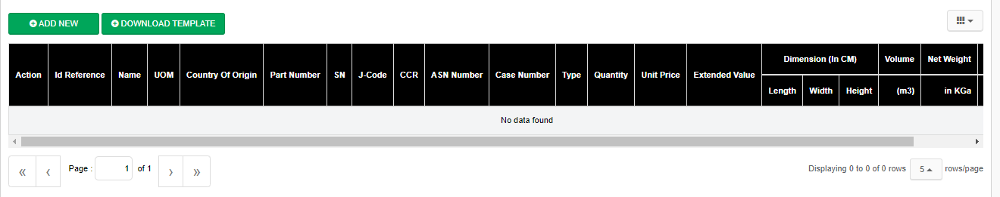 ADD NEW
DOWNLOAD TEMPLATE
Action Id Reference Name UOM Country Of Origin Part Number SN J-Code CCR ASN Number Case Number Type Quantity Unit Price Extended Value Dimension (In CM) Volume Net Weight
Length Width Height (m3) in KGa
No data found
« ‹ Page : 1 of 1 › »
Displaying 0 to 0 of 0 rows 5 rows/page